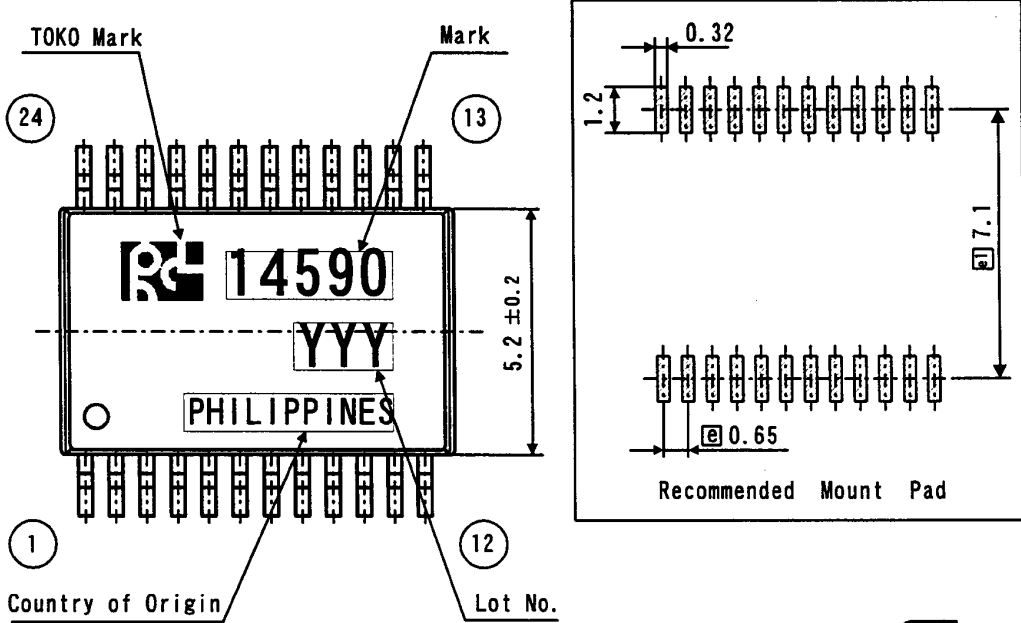 TOKO Mark
Mark
24
13
14590
YYY
PHILIPPINES
5.2 ±0.2
1
12
Country of Origin
Lot No.
0.32
1.2
e1 7.1
e 0.65
Recommended Mount Pad